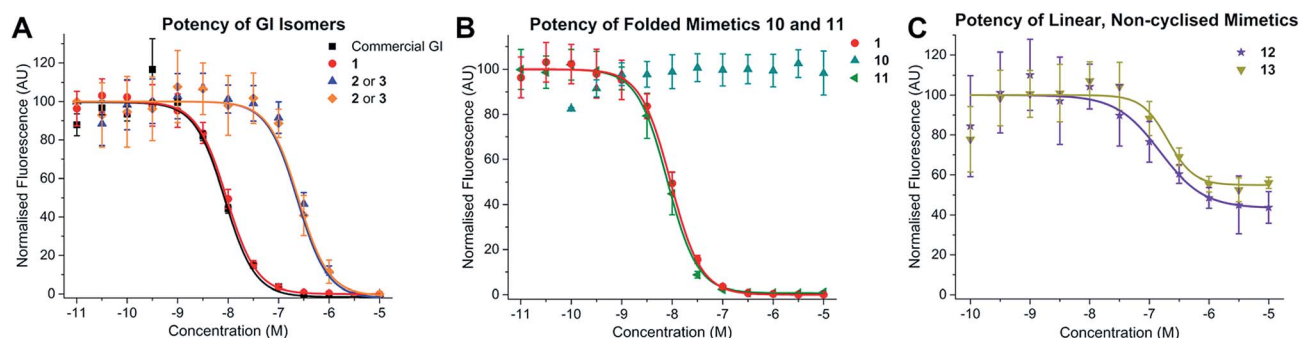 A
Potency of GI Isomers
Commercial GI
1
2 or 3
2 or 3
Normalised Fluorescence (AU)
120
100
80
60
40
20
0
-11 -10 -9 -8 -7 -6 -5
Concentration (M)
B
Potency of Folded Mimetics 10 and 11
1
10
11
Normalised Fluorescence (AU)
100
80
60
40
20
0
-11 -10 -9 -8 -7 -6 -5
Concentration (M)
C
Potency of Linear, Non-cyclised Mimetics
12
13
Normalised Fluorescence (AU)
120
100
80
60
40
20
0
-10 -9 -8 -7 -6 -5
Concentration (M)